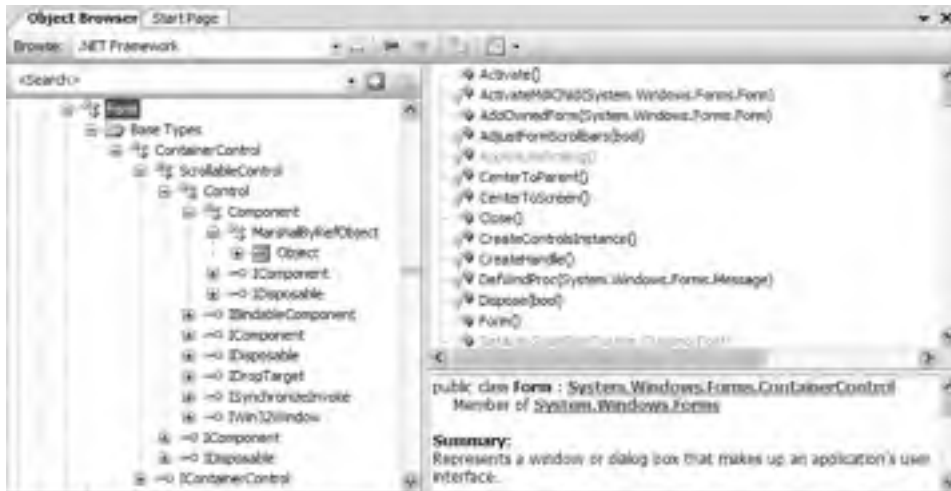 Object Browser
Start Page
Browse: .NET Framework
<Search>
Form
Base Types
ContainerControl
ScrollableControl
Control
Component
MarshalByRefObject
Object
IComponent
IDisposable
IBindableComponent
IComponent
IDisposable
IDropTarget
ISynchronizeInvoke
IWin32Window
IComponent
IDisposable
IContainerControl
Activate()
ActivateMdiChild(System.Windows.Forms.Form)
AddOwnedForm(System.Windows.Forms.Form)
AdjustFormScrollbars(bool)
CenterToParent()
CenterToScreen()
Close()
CreateControlsInstance()
CreateHandle()
DefWndProc(System.Windows.Forms.Message)
Dispose(bool)
Form()
public class Form : System.Windows.Forms.ContainerControl
Member of System.Windows.Forms
Summary:
Represents a window or dialog box that makes up an application's user
interface.